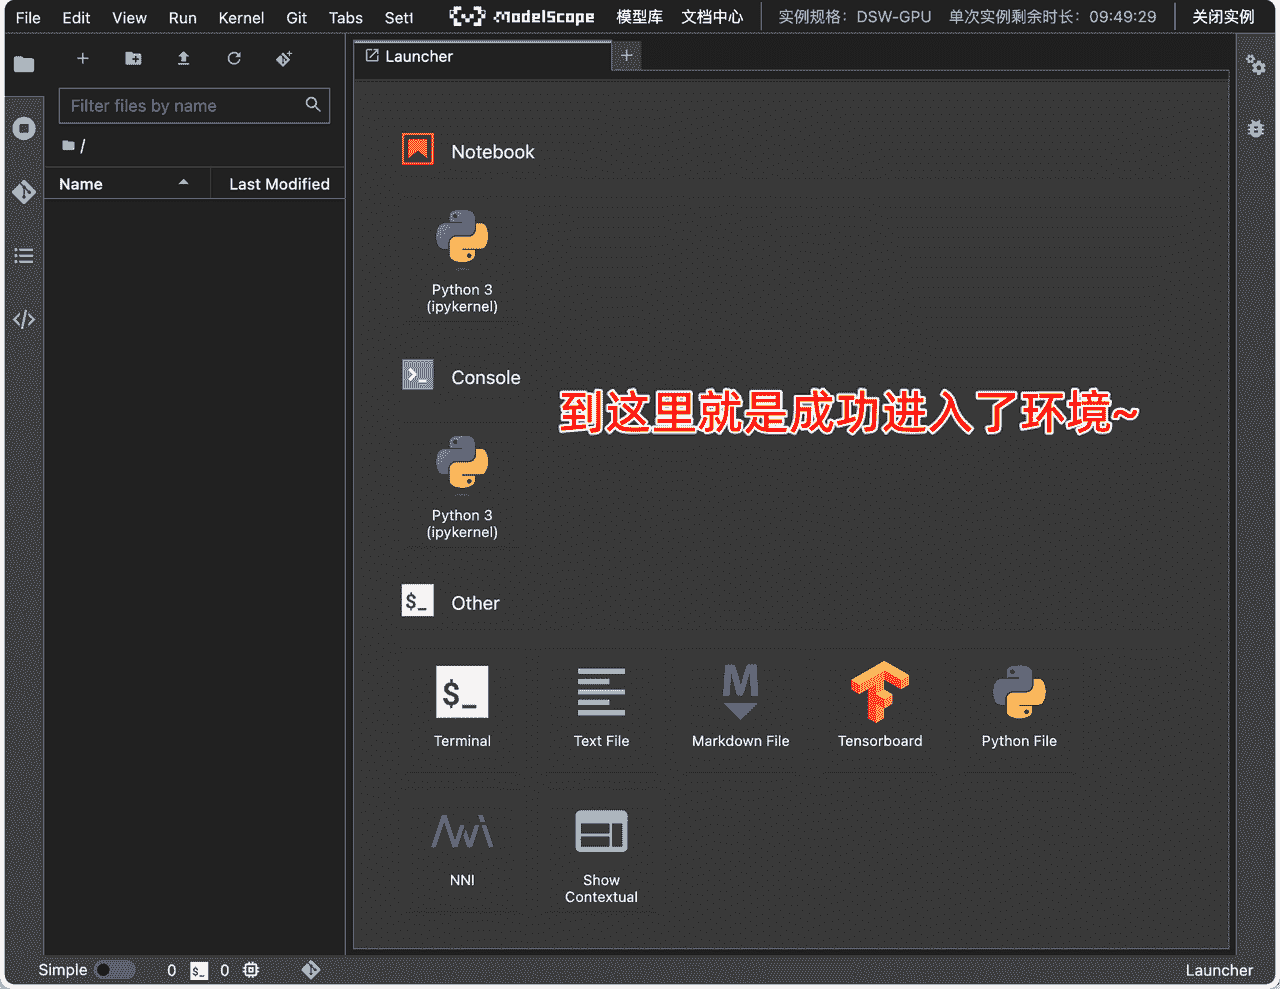 File Edit View Run Kernel Git Tabs Sett ModelScope 模型库 文档中心 实例规格：DSW-GPU 单次实例剩余时长：09:49:29 关闭实例
Launcher
Filter files by name
/
Name Last Modified
Notebook
Python 3
(ipykernel)
Console
到这里就是成功进入了环境~
Python 3
(ipykernel)
$_ Other
$_
Terminal Text File Markdown File Tensorboard Python File
NNI Show
Contextual
Simple 0 $_ 0 Launcher